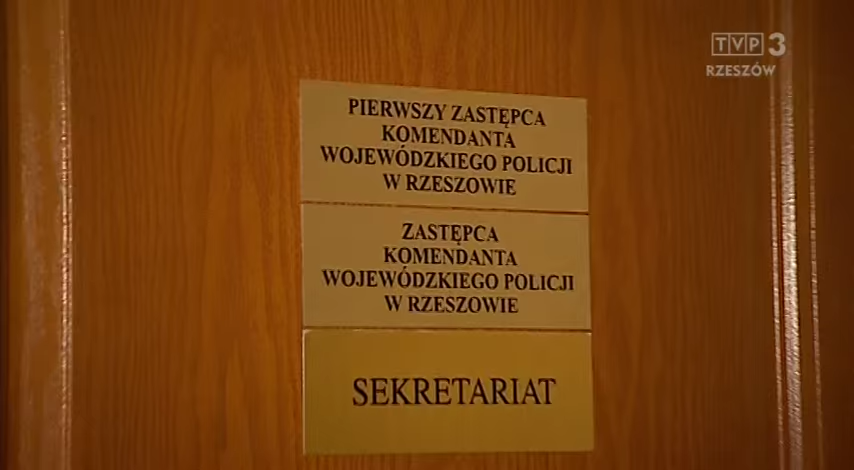 TVP3
RZESZÓW
PIERWSZY ZASTĘPCA
KOMENDANTA
WOJEWÓDZKIEGO POLICJI
W RZESZOWIE
ZASTĘPCA
KOMENDANTA
WOJEWÓDZKIEGO POLICJI
W RZESZOWIE
SEKRETARIAT